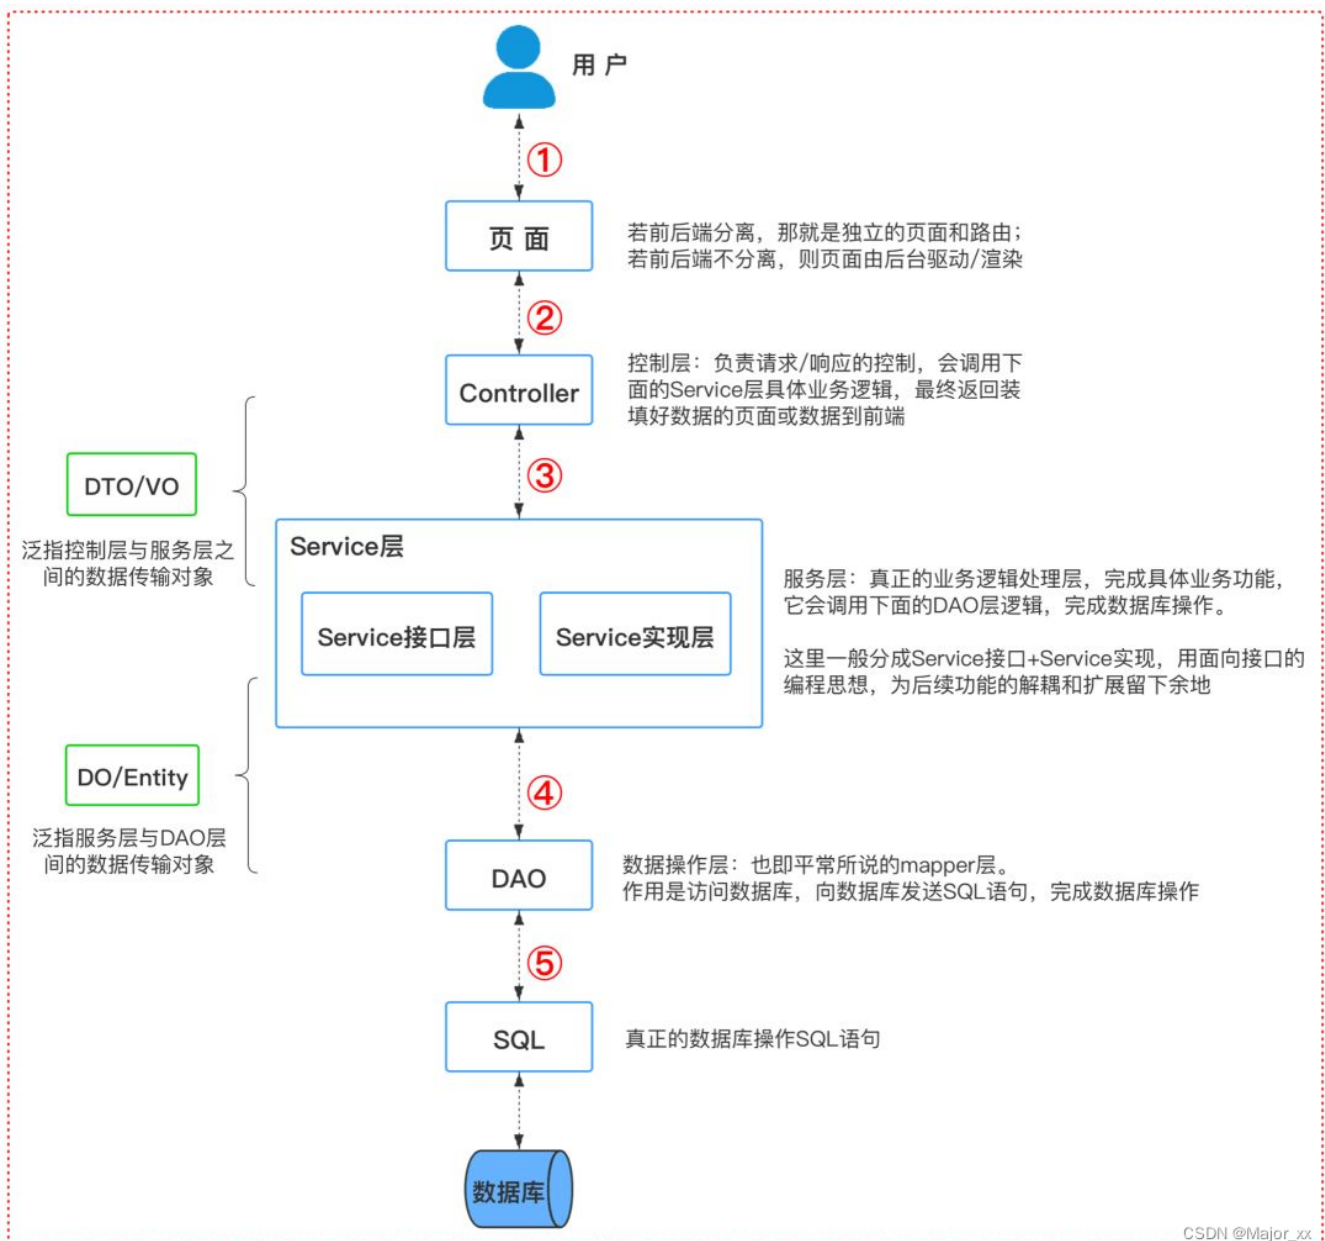 用 户
①
页 面
若前后端分离，那就是独立的页面和路由；
若前后端不分离，则页面由后台驱动/渲染
②
Controller
控制层：负责请求/响应的控制，会调用下
面的Service层具体业务逻辑，最终返回装
填好数据的页面或数据到前端
③
DTO/VO
泛指控制层与服务层之
间的数据传输对象
Service层
Service接口层
Service实现层
服务层：真正的业务逻辑处理层，完成具体业务功能，
它会调用下面的DAO层逻辑，完成数据库操作。
这里一般分成Service接口+Service实现，用面向接口的
编程思想，为后续功能的解耦和扩展留下余地
DO/Entity
泛指服务层与DAO层
间的数据传输对象
④
DAO
数据操作层：也即平常所说的mapper层。
作用是访问数据库，向数据库发送SQL语句，完成数据库操作
⑤
SQL
真正的数据库操作SQL语句
数据库
CSDN @Major_xx